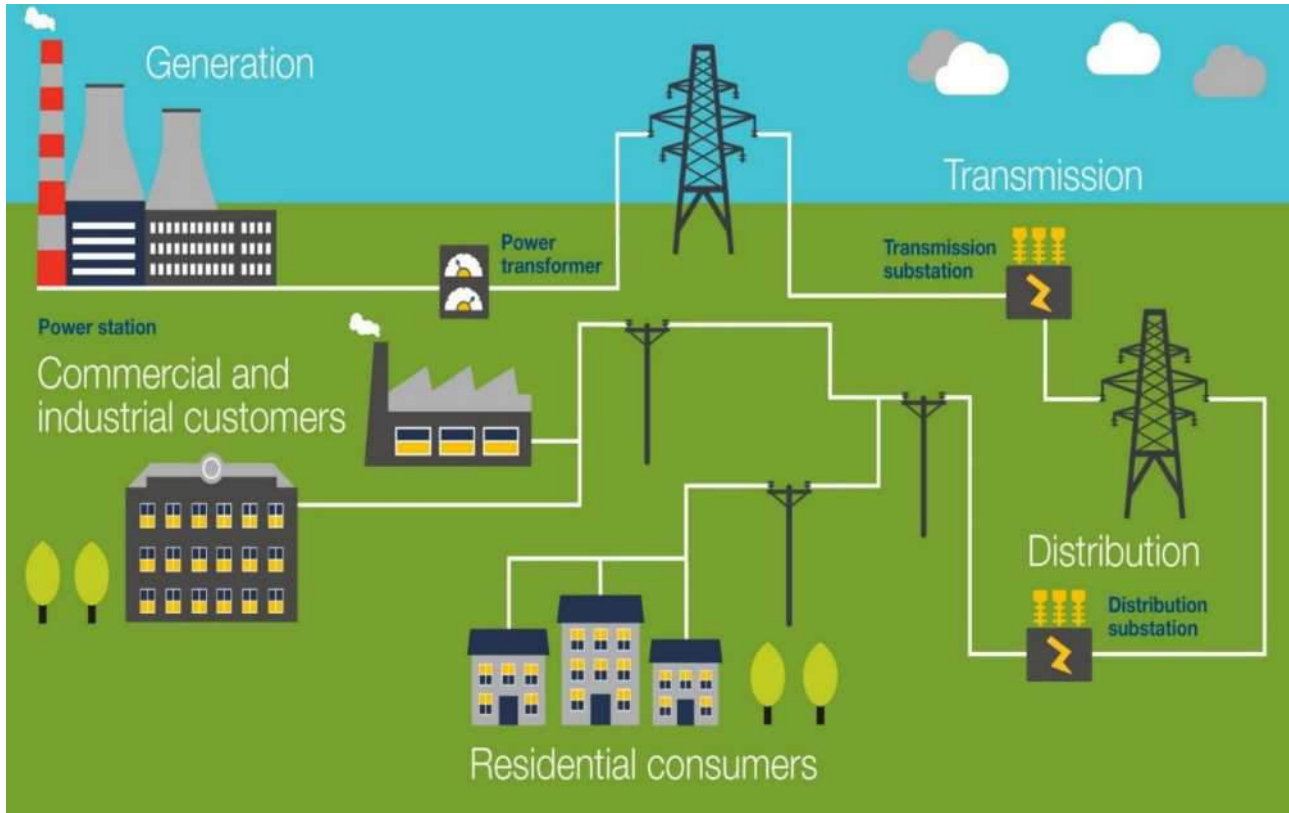 Generation
Transmission
Power
transformer
Transmission
substation
Power station
Commercial and
industrial customers
Distribution
Distribution
substation
Residential consumers